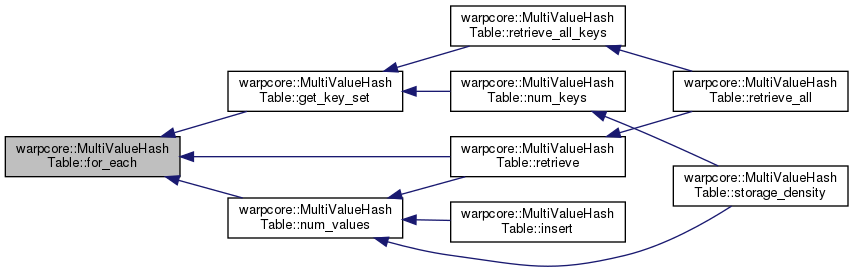 warpcore::MultiValueHash
Table::for_each
warpcore::MultiValueHash
Table::get_key_set
warpcore::MultiValueHash
Table::num_values
warpcore::MultiValueHash
Table::retrieve_all_keys
warpcore::MultiValueHash
Table::num_keys
warpcore::MultiValueHash
Table::retrieve
warpcore::MultiValueHash
Table::insert
warpcore::MultiValueHash
Table::retrieve_all
warpcore::MultiValueHash
Table::storage_density